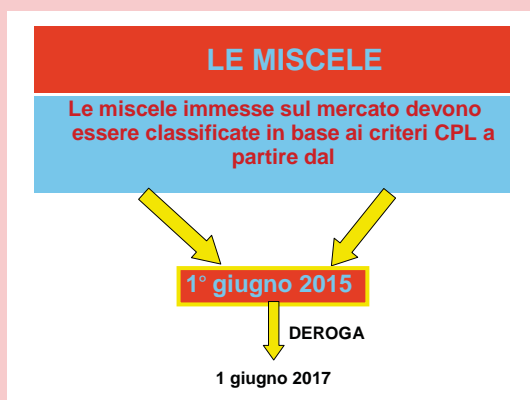 LE MISCELE
Le miscele immesse sul mercato devono
essere classificate in base ai criteri CPL a
partire dal
1° giugno 2015
DEROGA
1 giugno 2017